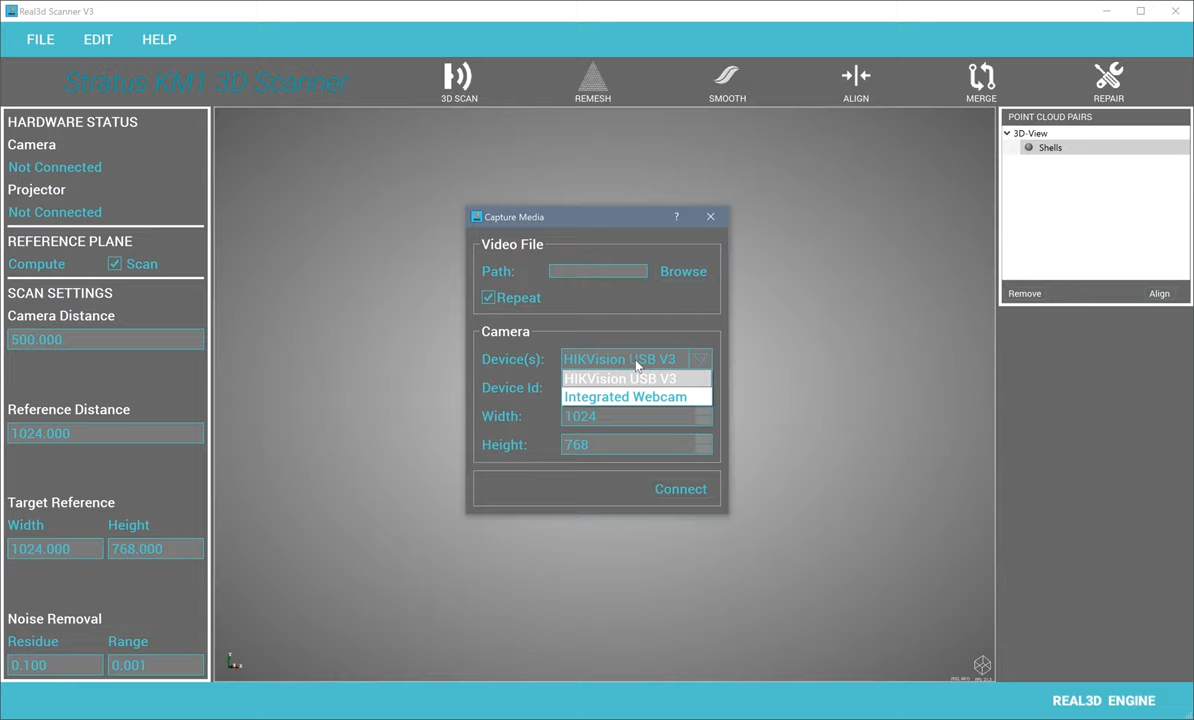 Real3d Scanner V3
FILE EDIT HELP
Stratus KM1 3D Scanner
3D SCAN REMESH SMOOTH ALIGN MERGE REPAIR
HARDWARE STATUS
Camera
Not Connected
Projector
Not Connected
REFERENCE PLANE
Compute Scan
SCAN SETTINGS
Camera Distance
500.000
Reference Distance
1024.000
Target Reference
Width Height
1024.000 768.000
Noise Removal
Residue Range
0.100 0.001
Capture Media ?
Video File
Path: Browse
Repeat
Camera
Device(s): HIKVision USB V3
HIKVision USB V3
Device Id:
Integrated Webcam
Width: 1024
Height: 768
Connect
POINT CLOUD PAIRS
3D-View
Shells
Remove Align
REAL3D ENGINE